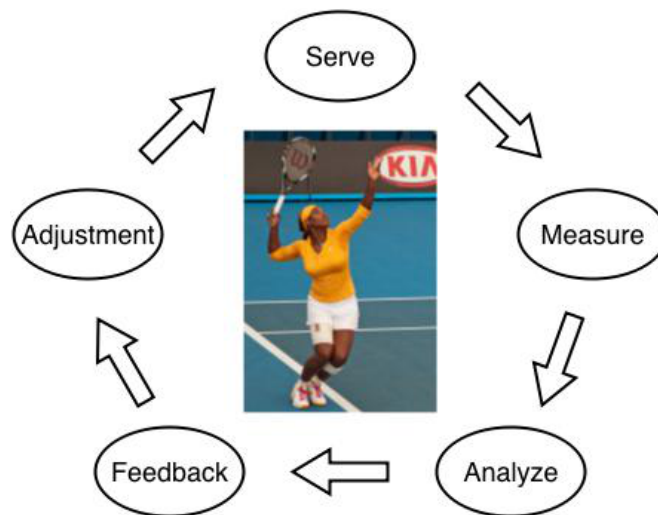 Serve
Measure
Analyze
Feedback
Adjustment
KIA
W